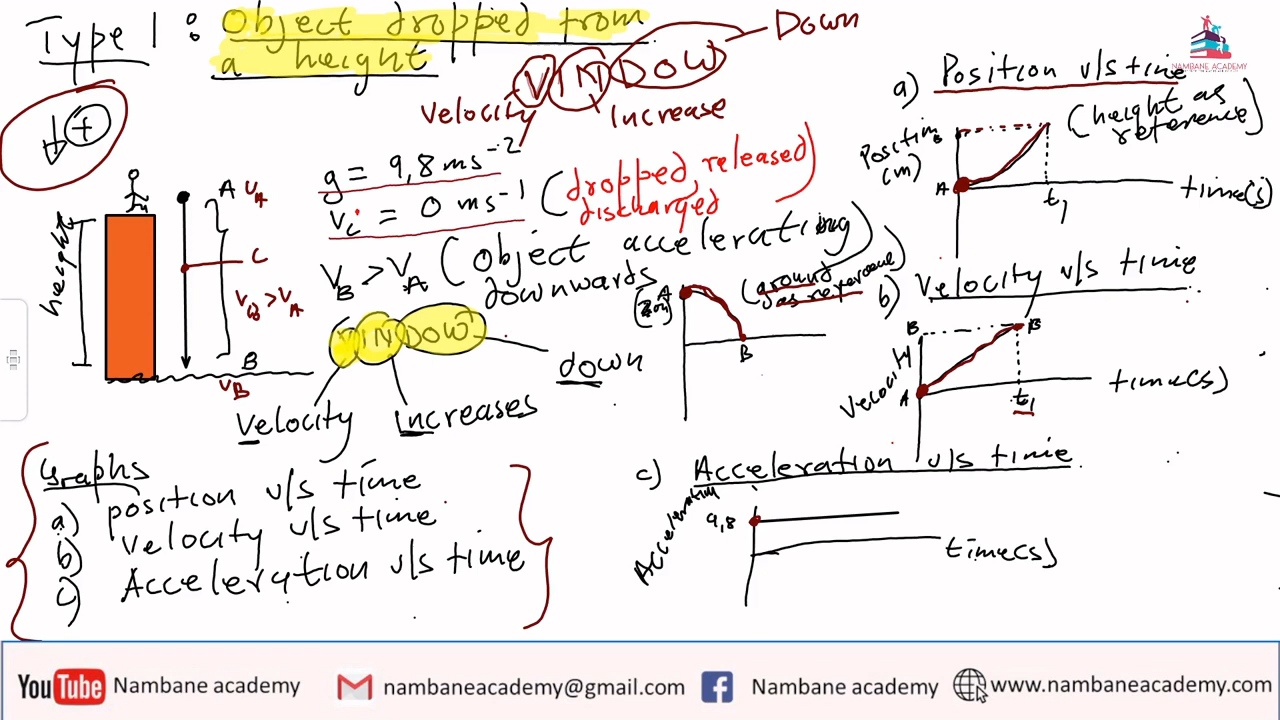 Type 1 : Object dropped from
a height
VINDOW
Down
Velocity
Increase
↓ +
g = 9,8 ms⁻²
Vi = 0 ms⁻¹ (dropped, released
discharged)
VB > VA (object accelerating
downwards)
height
A VA
C
VB > VA
B
VB
VINDOW
down
Velocity
Increases
Graphs
a) position v/s time
b) velocity v/s time
c) Acceleration v/s time
a) Position v/s time
(height as
reference)
Position
(m)
B
A
t1
time(s)
(ground
as reference)
A
B
b) Velocity v/s time
B
B
Velocity
A
t1
time(s)
c) Acceleration v/s time
Acceleration
9,8
time(s)
NAMBANE ACADEMY
YouTube Nambane academy
nambaneacademy@gmail.com
Nambane academy
www.nambaneacademy.com